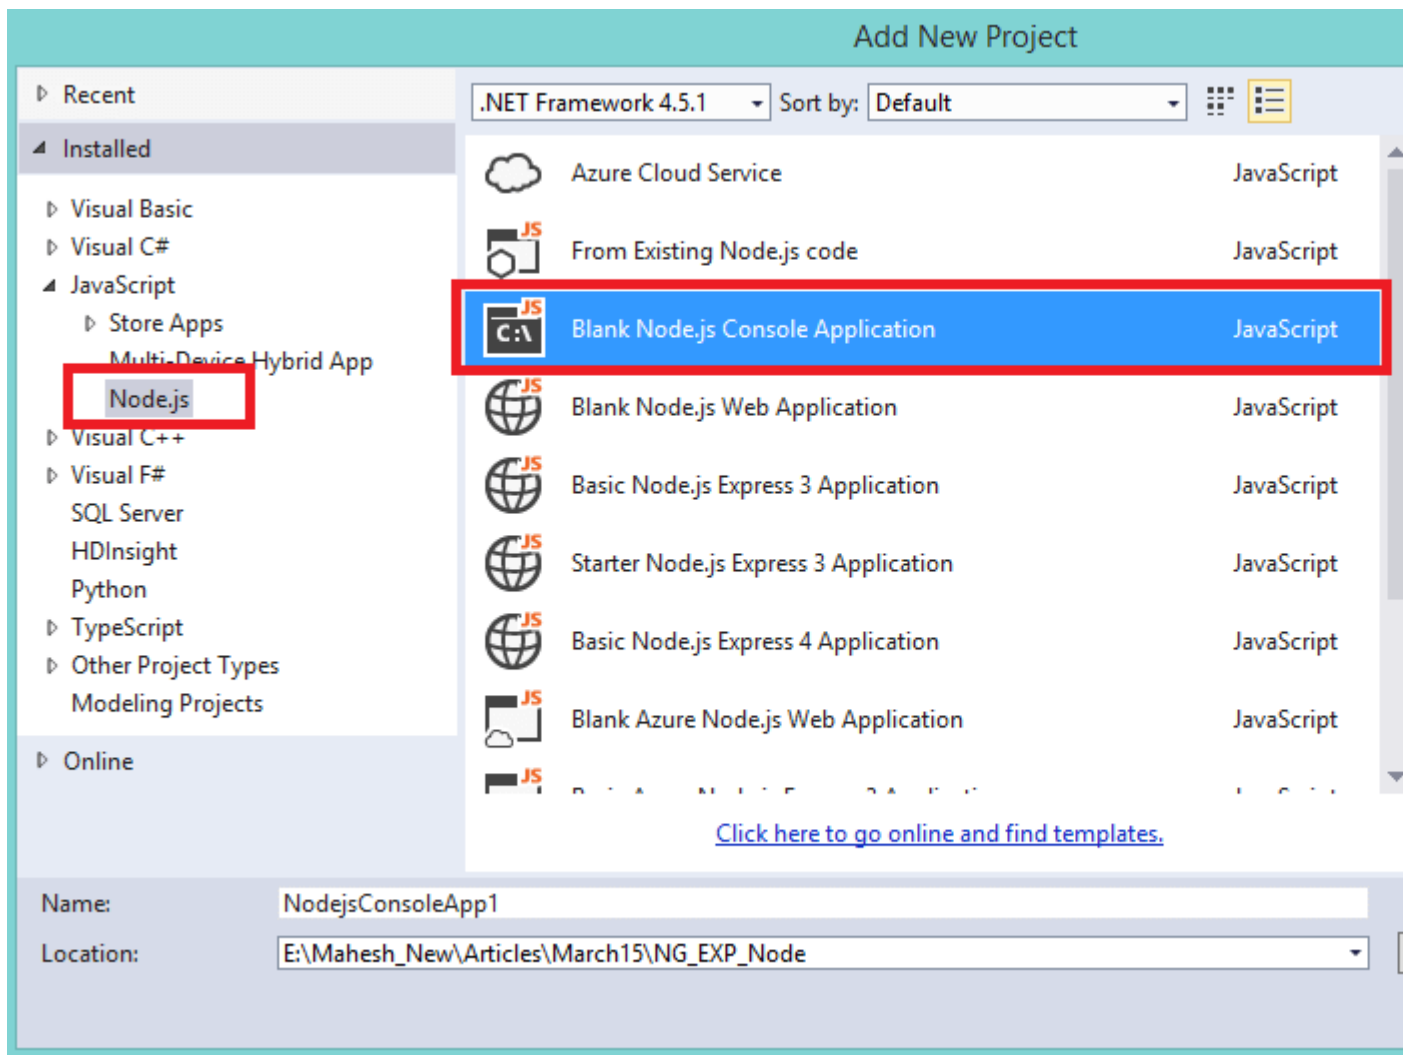 Add New Project
Recent
Installed
Visual Basic
Visual C#
JavaScript
Store Apps
Multi-Device Hybrid App
Node.js
Visual C++
Visual F#
SQL Server
HDInsight
Python
TypeScript
Other Project Types
Modeling Projects
Online
.NET Framework 4.5.1 Sort by: Default
Azure Cloud Service JavaScript
JS
From Existing Node.js code JavaScript
JS
C:\ Blank Node.js Console Application JavaScript
JS
Blank Node.js Web Application JavaScript
JS
Basic Node.js Express 3 Application JavaScript
JS
Starter Node.js Express 3 Application JavaScript
JS
Basic Node.js Express 4 Application JavaScript
JS
Blank Azure Node.js Web Application JavaScript
JS
Click here to go online and find templates.
Name: NodejsConsoleApp1
Location: E:\Mahesh_New\Articles\March15\NG_EXP_Node